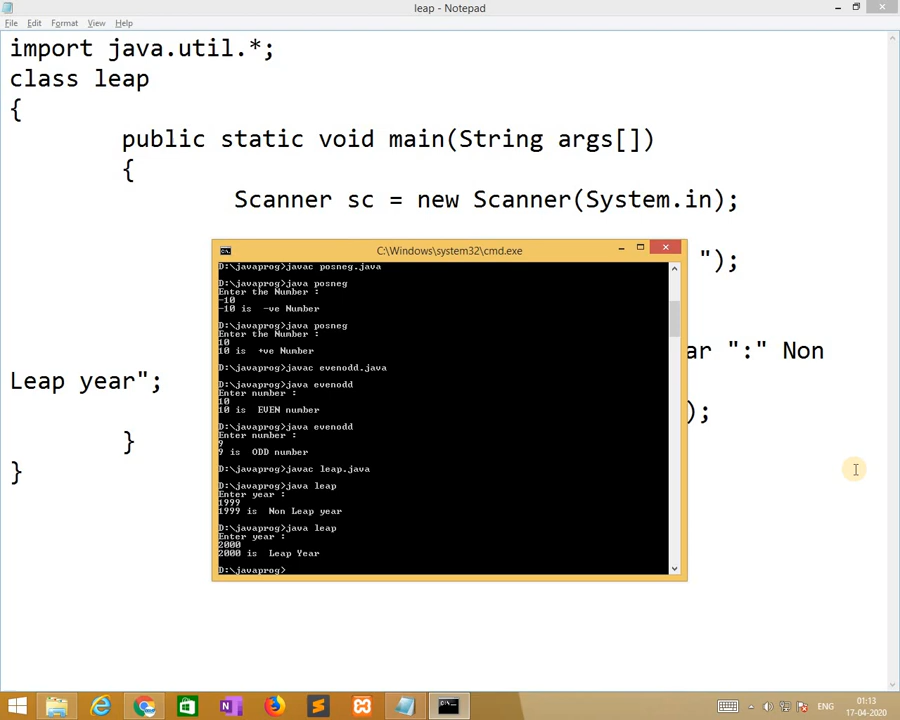 leap - Notepad
File Edit Format View Help
import java.util.*;
class leap
{
public static void main(String args[])
{
Scanner sc = new Scanner(System.in);
");
ar ":" Non
Leap year";
);
}
}
C:\Windows\system32\cmd.exe
D:\javaprog>javac posneg.java
D:\javaprog>java posneg
Enter the Number :
-10
-10 is  -ve Number
D:\javaprog>java posneg
Enter the Number :
10
10 is  +ve Number
D:\javaprog>javac evenodd.java
D:\javaprog>java evenodd
Enter number :
10
10 is  EVEN number
D:\javaprog>java evenodd
Enter number :
9
9 is  ODD number
D:\javaprog>javac leap.java
D:\javaprog>java leap
Enter year :
1999
1999 is  Non Leap year
D:\javaprog>java leap
Enter year :
2000
2000 is  Leap Year
D:\javaprog>
ENG
01:13
17-04-2020